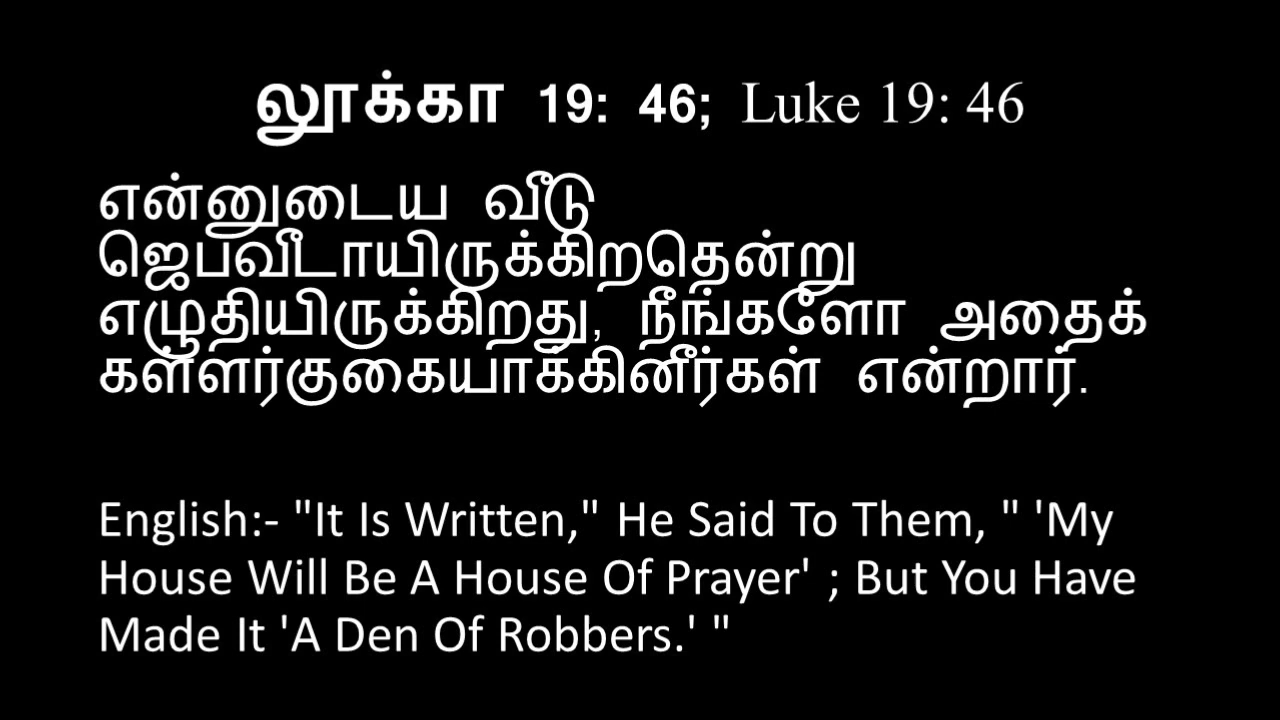 லூக்கா 19: 46; Luke 19: 46
என்னுடைய வீடு
ஜெபவீடாயிருக்கிறதென்று
எழுதியிருக்கிறது, நீங்களோ அதைக்
கள்ளர்குகையாக்கினீர்கள் என்றார்.
English:- "It Is Written," He Said To Them, " 'My
House Will Be A House Of Prayer' ; But You Have
Made It 'A Den Of Robbers.' "